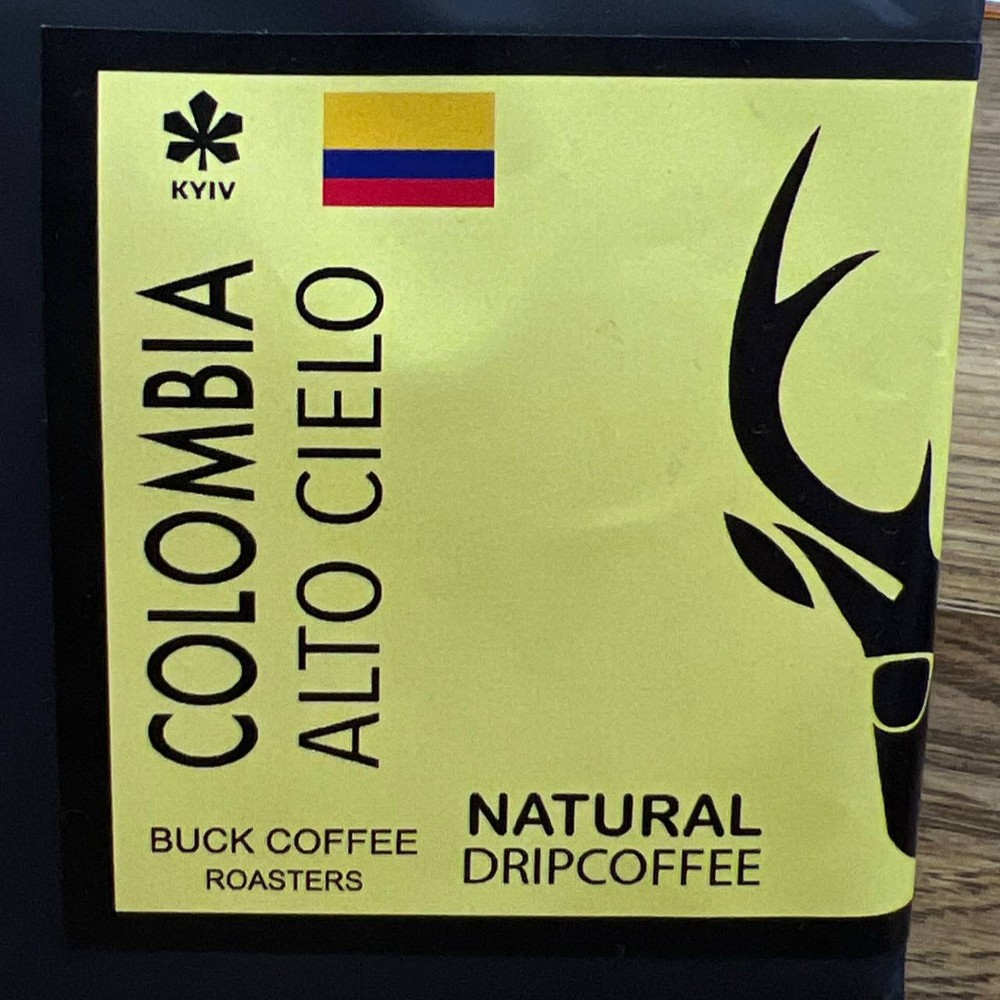 KYIV
COLOMBIA
ALTO CIELO
BUCK COFFEE
ROASTERS
NATURAL
DRIPCOFFEE